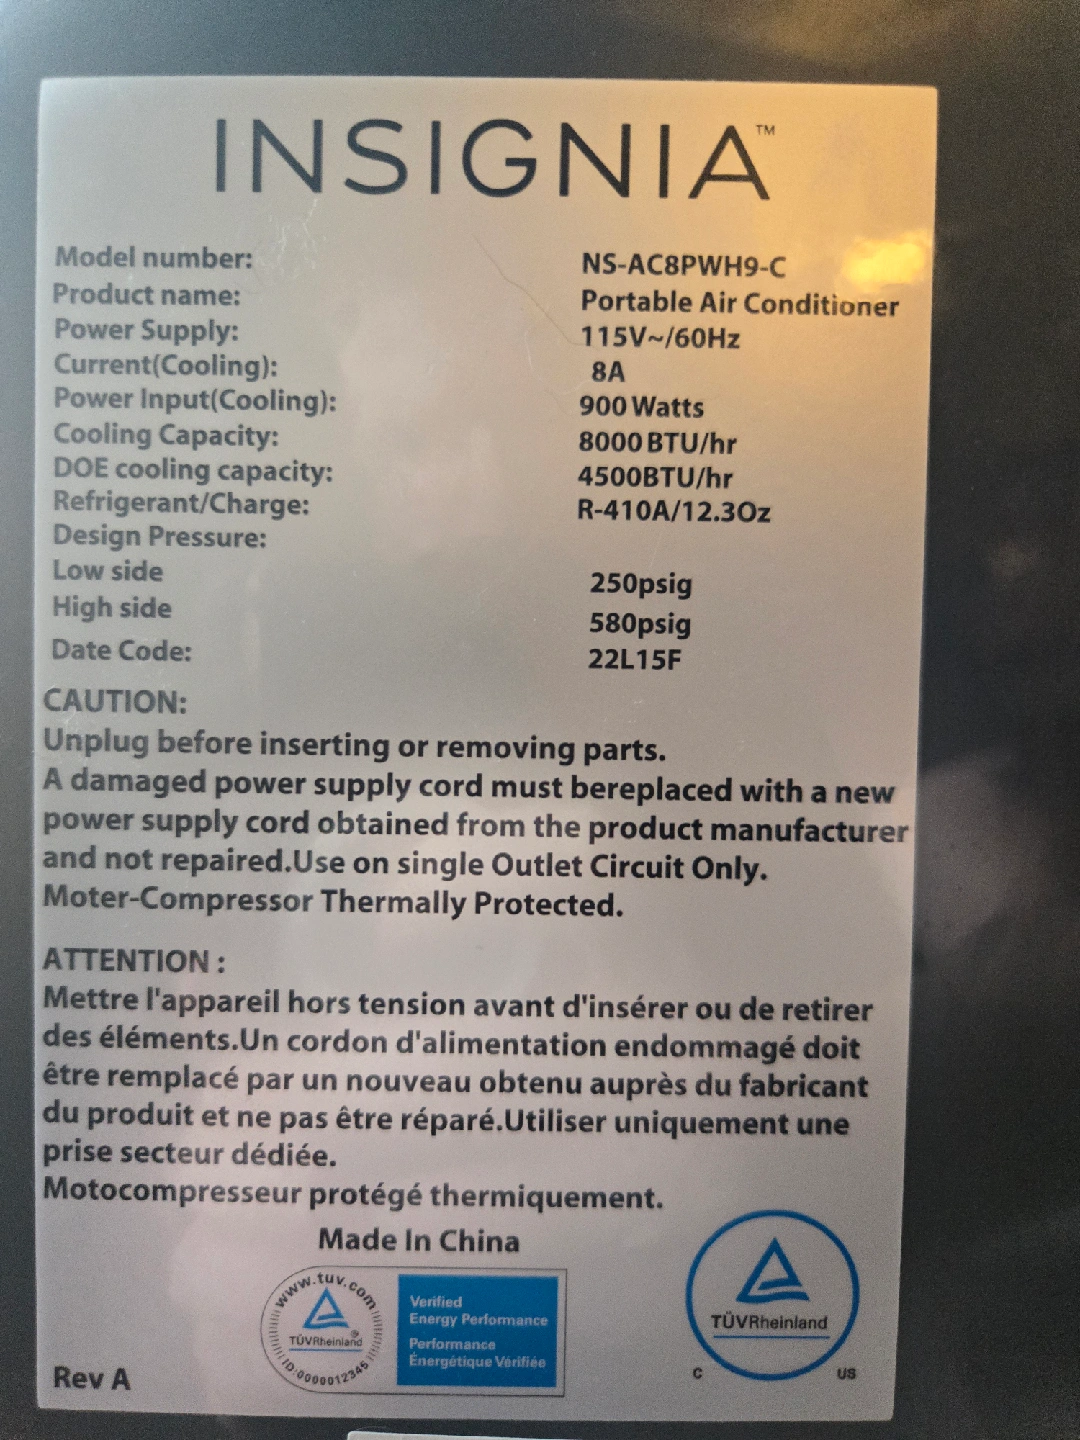 INSIGNIA™
Model number: NS-AC8PWH9-C
Product name: Portable Air Conditioner
Power Supply: 115V~/60Hz
Current(Cooling): 8A
Power Input(Cooling): 900 Watts
Cooling Capacity: 8000 BTU/hr
DOE cooling capacity: 4500BTU/hr
Refrigerant/Charge: R-410A/12.3Oz
Design Pressure:
Low side 250psig
High side 580psig
Date Code: 22L15F
CAUTION:
Unplug before inserting or removing parts.
A damaged power supply cord must bereplaced with a new
power supply cord obtained from the product manufacturer
and not repaired.Use on single Outlet Circuit Only.
Moter-Compressor Thermally Protected.
ATTENTION :
Mettre l'appareil hors tension avant d'insérer ou de retirer
des éléments.Un cordon d'alimentation endommagé doit
être remplacé par un nouveau obtenu auprès du fabricant
du produit et ne pas être réparé.Utiliser uniquement une
prise secteur dédiée.
Motocompresseur protégé thermiquement.
Made In China
www.tuv.com
TÜVRheinland®
ID:0000012345
Verified
Energy Performance
Performance
Énergétique Vérifiée
TÜVRheinland
C US
Rev A